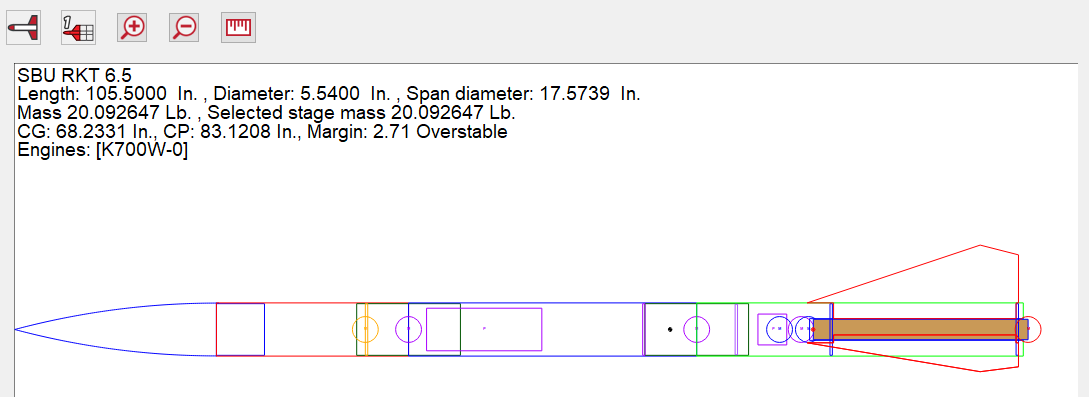 1
SBU RKT 6.5
Length: 105.5000 In. , Diameter: 5.5400 In. , Span diameter: 17.5739 In.
Mass 20.092647 Lb. , Selected stage mass 20.092647 Lb.
CG: 68.2331 In., CP: 83.1208 In., Margin: 2.71 Overstable
Engines: [K700W-0]